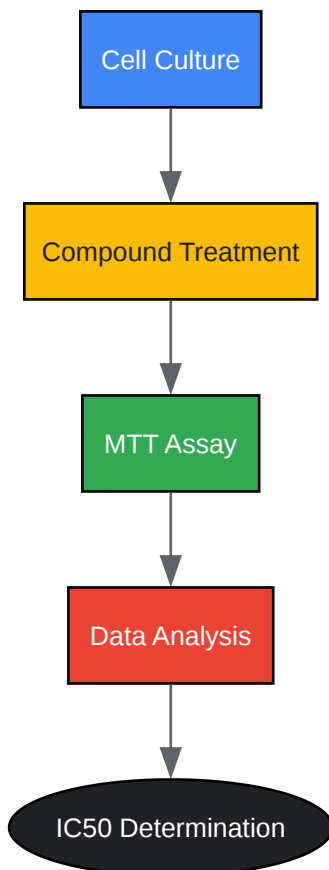 Cell Culture
Compound Treatment
MTT Assay
Data Analysis
IC50 Determination